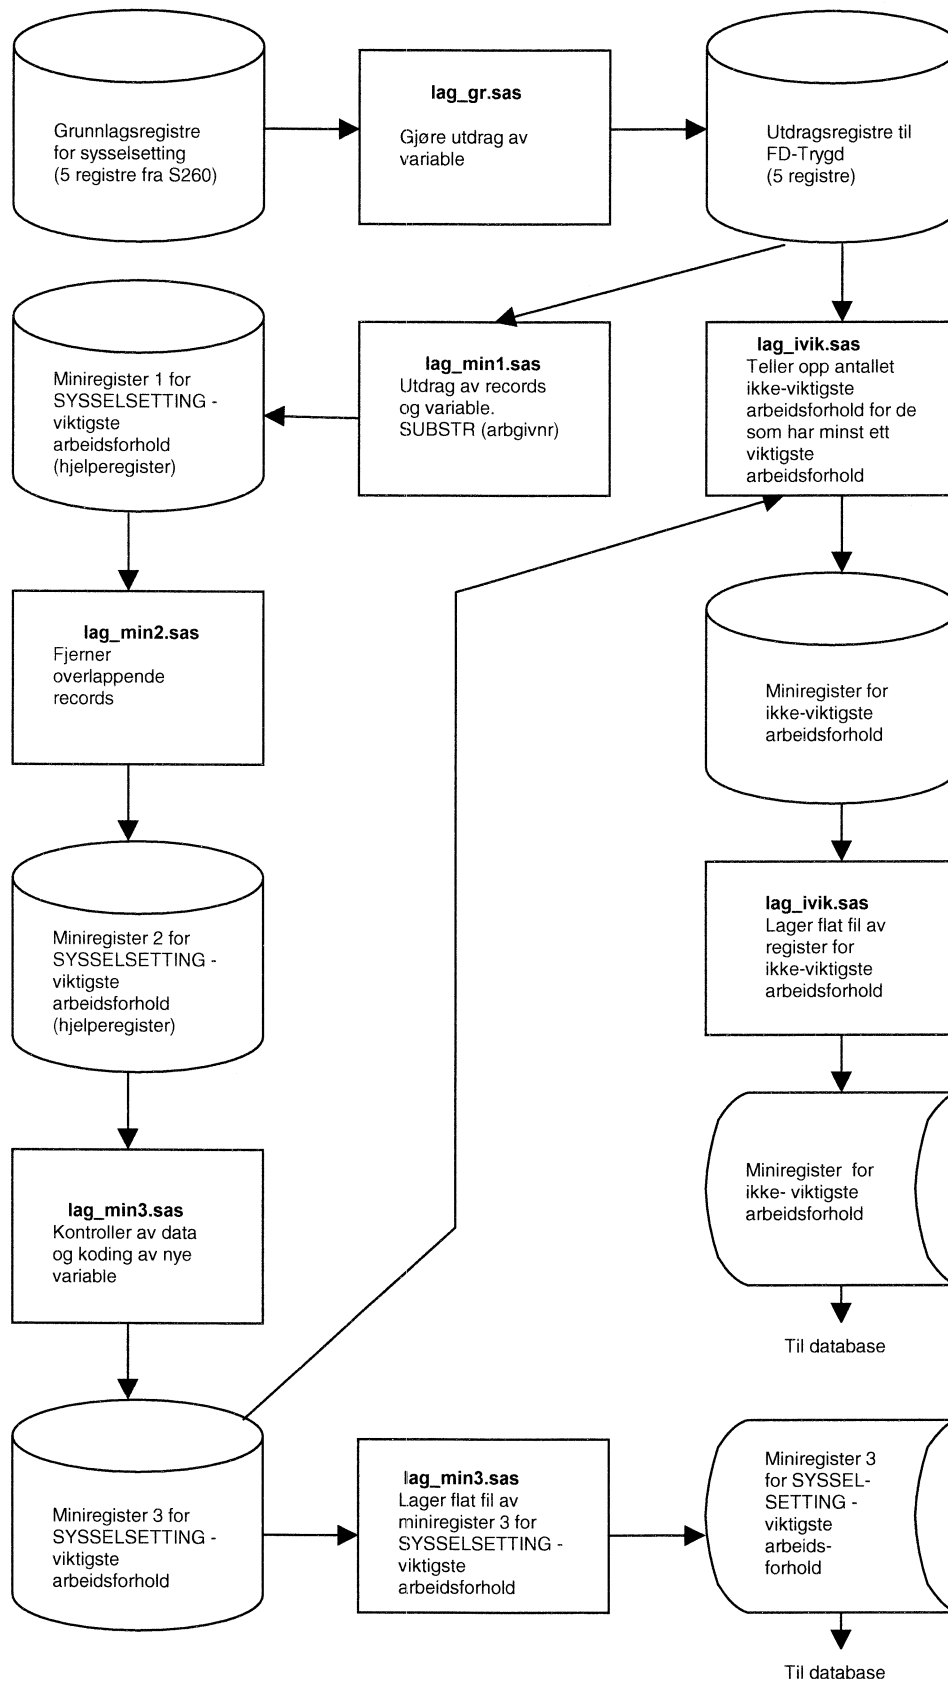 Grunnlagsregistre
for sysselsetting
(5 registre fra S260)
lag_gr.sas
Gjøre utdrag av
variable
Utdragsregistre til
FD-Trygd
(5 registre)
Miniregister 1 for
SYSSELSETTING -
viktigste
arbeidsforhold
(hjelperegister)
lag_min1.sas
Utdrag av records
og variable.
SUBSTR (arbgivnr)
lag_ivik.sas
Teller opp antallet
ikke-viktigste
arbeidsforhold for de
som har minst ett
viktigste
arbeidsforhold
lag_min2.sas
Fjerner
overlappende
records
Miniregister for
ikke-viktigste
arbeidsforhold
Miniregister 2 for
SYSSELSETTING -
viktigste
arbeidsforhold
(hjelperegister)
lag_ivik.sas
Lager flat fil av
register for
ikke-viktigste
arbeidsforhold
lag_min3.sas
Kontroller av data
og koding av nye
variable
Miniregister for
ikke- viktigste
arbeidsforhold
Til database
Miniregister 3 for
SYSSELSETTING -
viktigste
arbeidsforhold
lag_min3.sas
Lager flat fil av
miniregister 3 for
SYSSELSETTING -
viktigste
arbeidsforhold
Miniregister 3
for SYSSEL-
SETTING -
viktigste
arbeids-
forhold
Til database